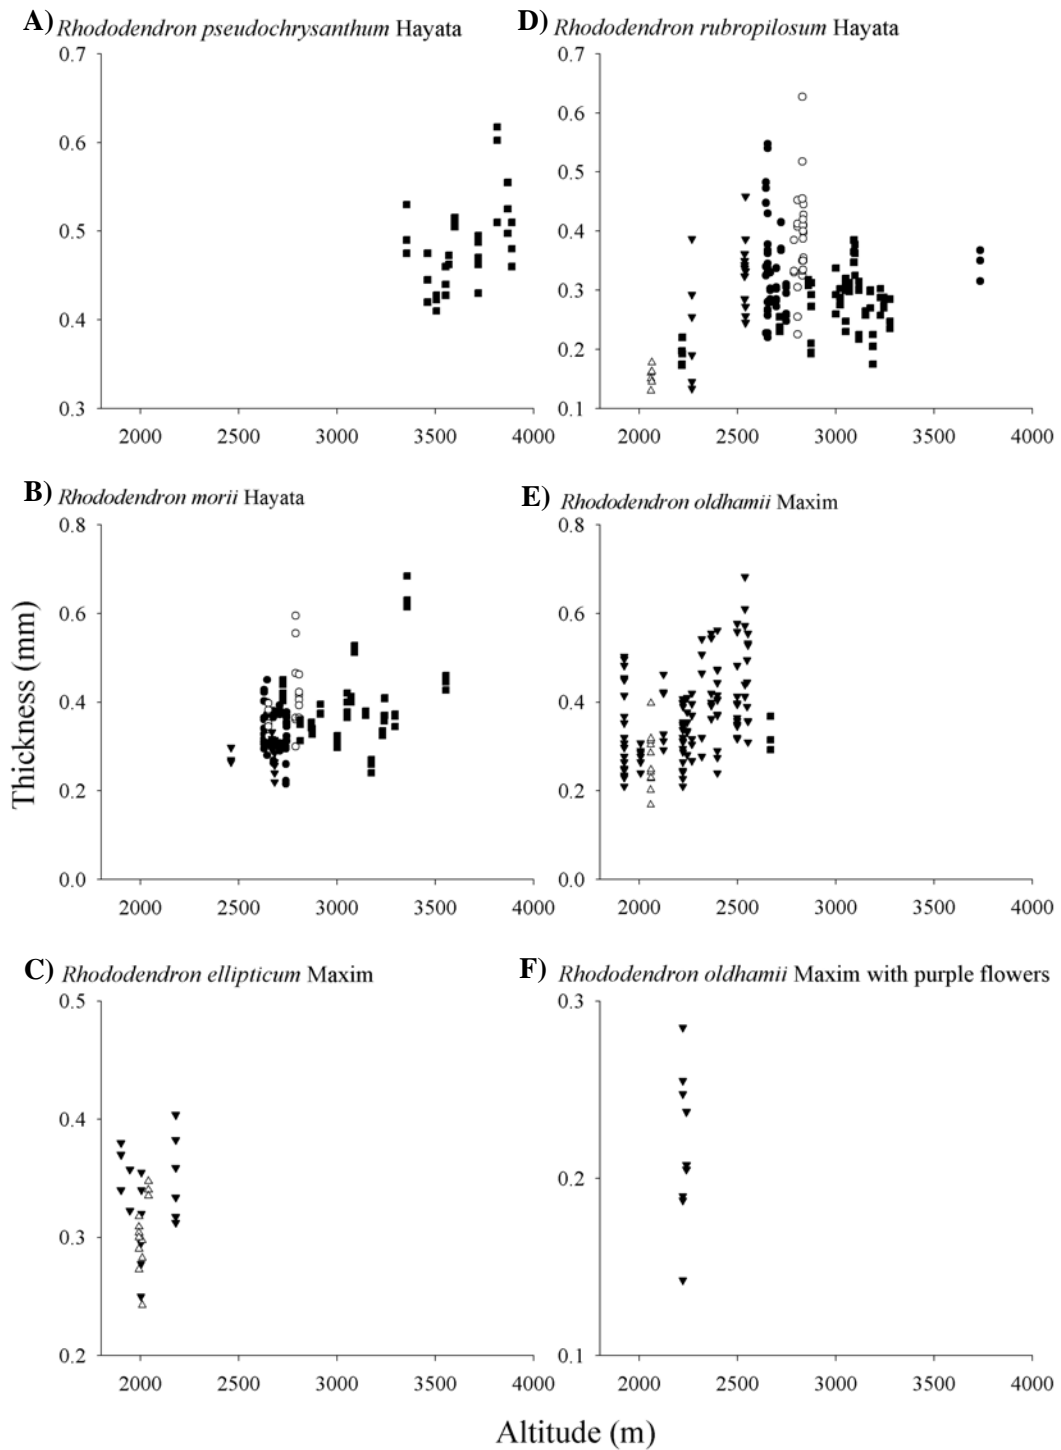 A) Rhododendron pseudochrysanthum Hayata
0.7
0.6
0.5
0.4
0.3
2000 2500 3000 3500 4000
D) Rhododendron rubropilosum Hayata
0.7
0.6
0.5
0.4
0.3
0.2
0.1
2000 2500 3000 3500 4000
B) Rhododendron morii Hayata
0.8
0.6
0.4
0.2
0.0
2000 2500 3000 3500 4000
E) Rhododendron oldhamii Maxim
0.8
0.6
0.4
0.2
0.0
2000 2500 3000 3500 4000
Thickness (mm)
C) Rhododendron ellipticum Maxim
0.5
0.4
0.3
0.2
2000 2500 3000 3500 4000
F) Rhododendron oldhamii Maxim with purple flowers
0.3
0.2
0.1
2000 2500 3000 3500 4000
Altitude (m)